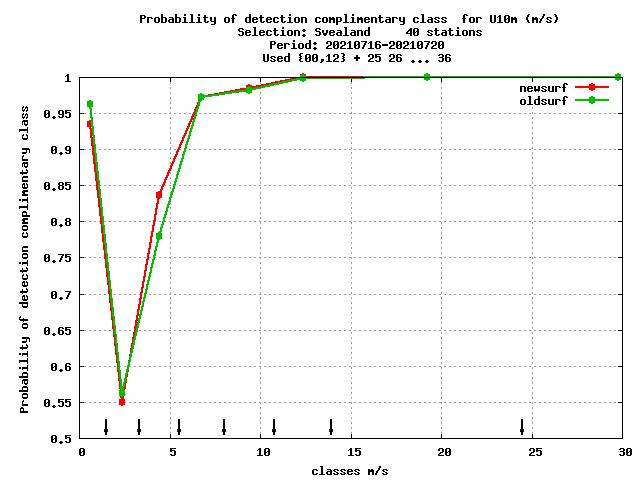 Probability of detection complimentary class  for U10m (m/s)
Selection: Svealand     40 stations
Period: 20210716-20210720
Used {00,12} + 25 26 ... 36
newsurf
oldsurf
Probability of detection complimentary class
1
0.95
0.9
0.85
0.8
0.75
0.7
0.65
0.6
0.55
0.5
0 5 10 15 20 25 30
classes m/s